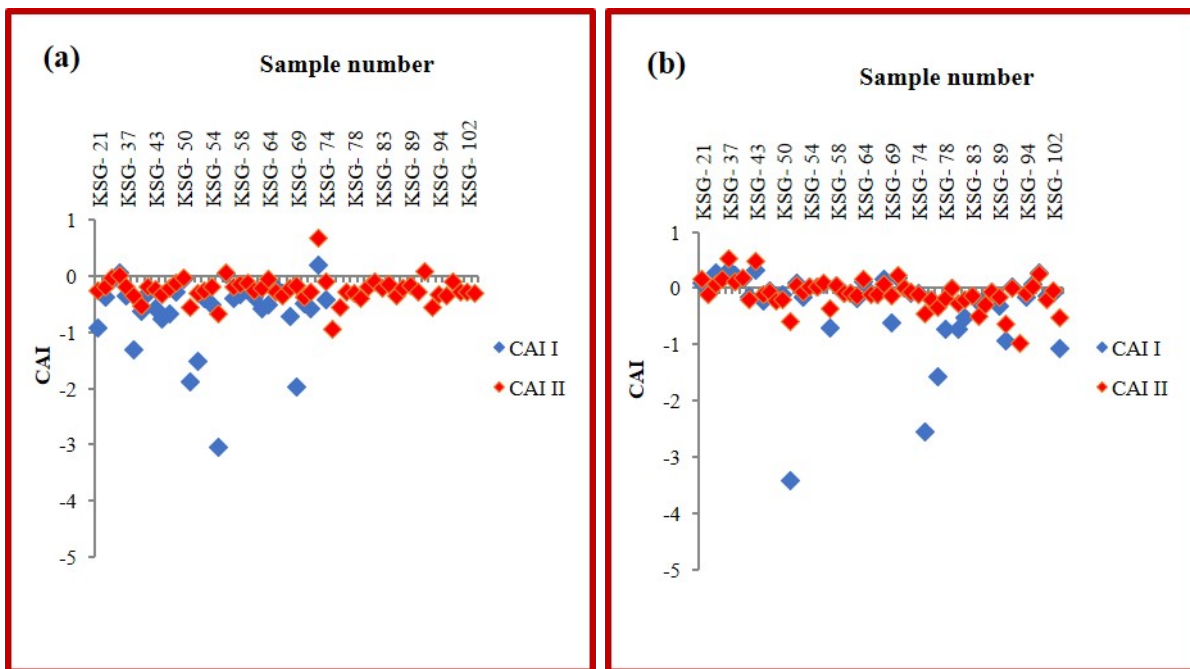 (a)
Sample number
KSG- 21
KSG- 37
KSG- 43
KSG- 50
KSG- 54
KSG- 58
KSG- 64
KSG- 69
KSG- 74
KSG- 78
KSG- 83
KSG- 89
KSG- 94
KSG- 102
1
0
-1
-2
-3
-4
-5
CAI
CAI I
CAI II
(b)
Sample number
KSG- 21
KSG- 37
KSG- 43
KSG- 50
KSG- 54
KSG- 58
KSG- 64
KSG- 69
KSG- 74
KSG- 78
KSG- 83
KSG- 89
KSG- 94
KSG- 102
1
0
-1
-2
-3
-4
-5
CAI
CAI I
CAI II